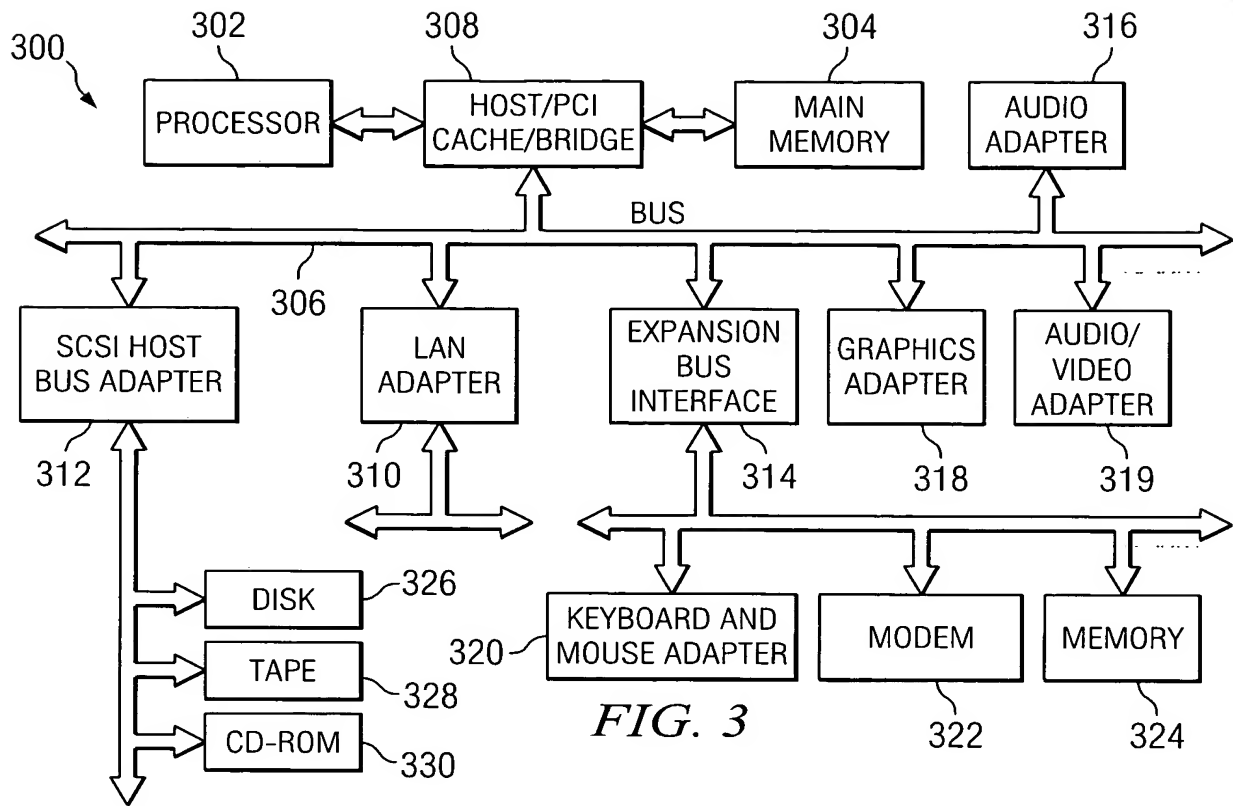 300
302
308
304
316
PROCESSOR
HOST/PCI
CACHE/BRIDGE
MAIN
MEMORY
AUDIO
ADAPTER
BUS
306
SCSI HOST
BUS ADAPTER
LAN
ADAPTER
EXPANSION
BUS
INTERFACE
GRAPHICS
ADAPTER
AUDIO/
VIDEO
ADAPTER
312
310
314
318
319
DISK
326
TAPE
328
CD-ROM
330
320
KEYBOARD AND
MOUSE ADAPTER
MODEM
MEMORY
322
324
FIG. 3